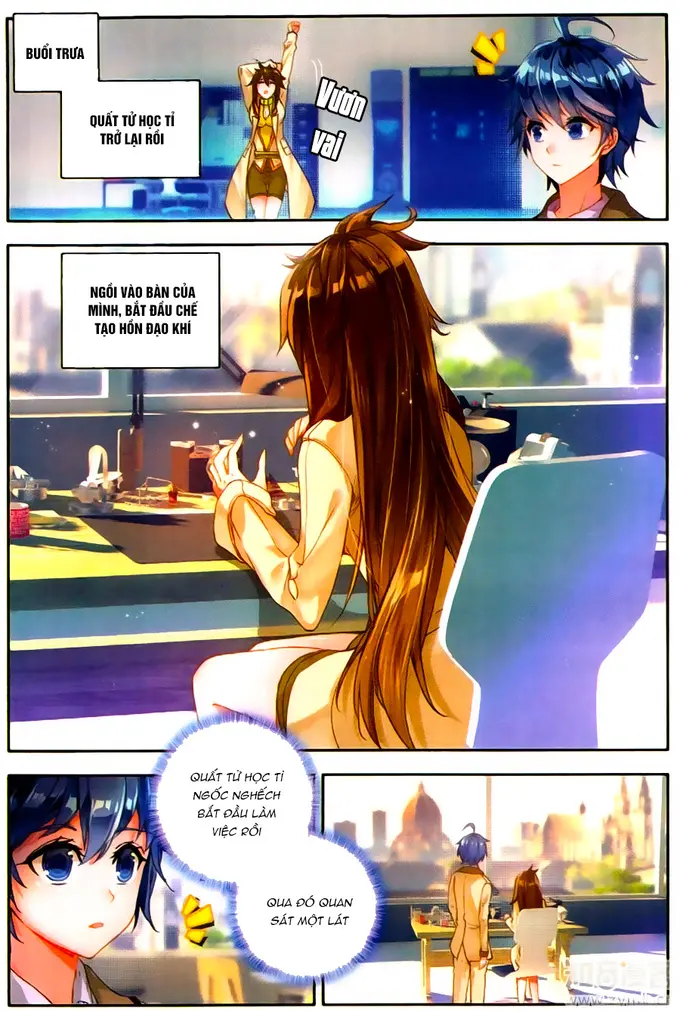 BUỔI TRƯA
QUẤT TỬ HỌC TỈ
TRỞ LẠI RỒI
Vươn
vai
NGỒI VÀO BÀN CỦA
MÌNH, BẮT ĐẦU CHẾ
TẠO HỒN ĐẠO KHÍ
QUẤT TỬ HỌC TỈ
NGỐC NGHẾCH
BẮT ĐẦU LÀM
VIỆC RỒI
QUA ĐÓ QUAN
SÁT MỘT LÁT